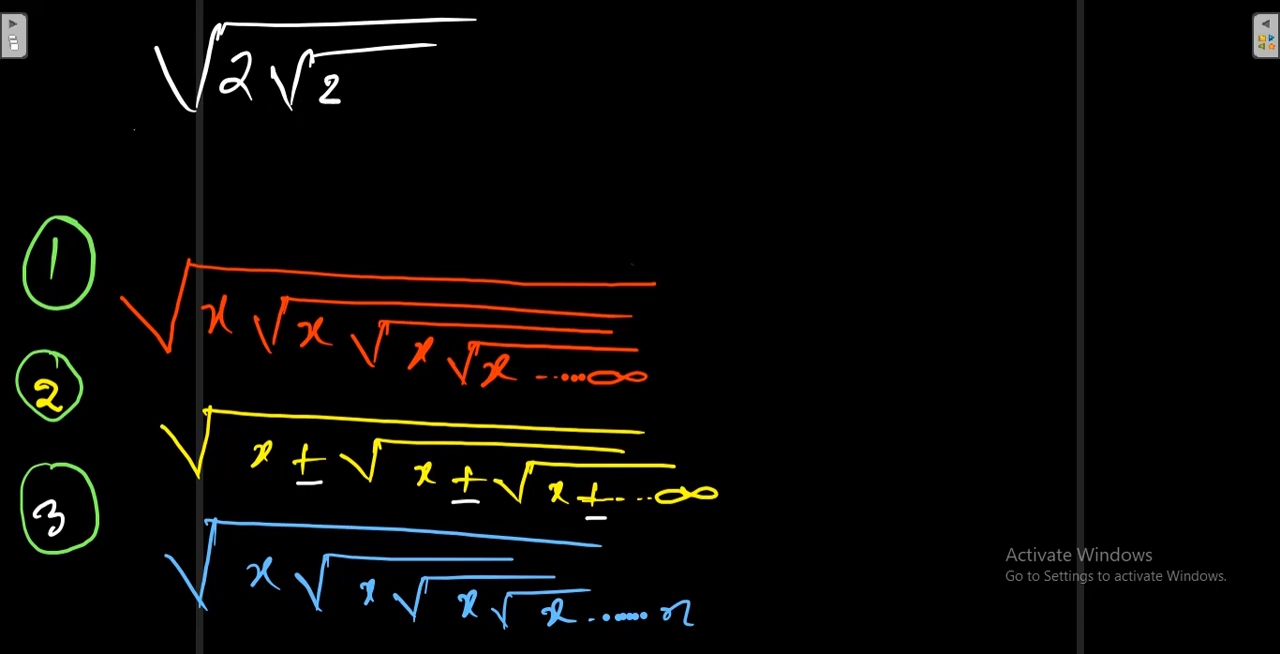 √2√2
1
√x√x√x√x ......∞
2
√x±√x±√x±....∞
3
√x√x√x√x.......n
Activate Windows
Go to Settings to activate Windows.